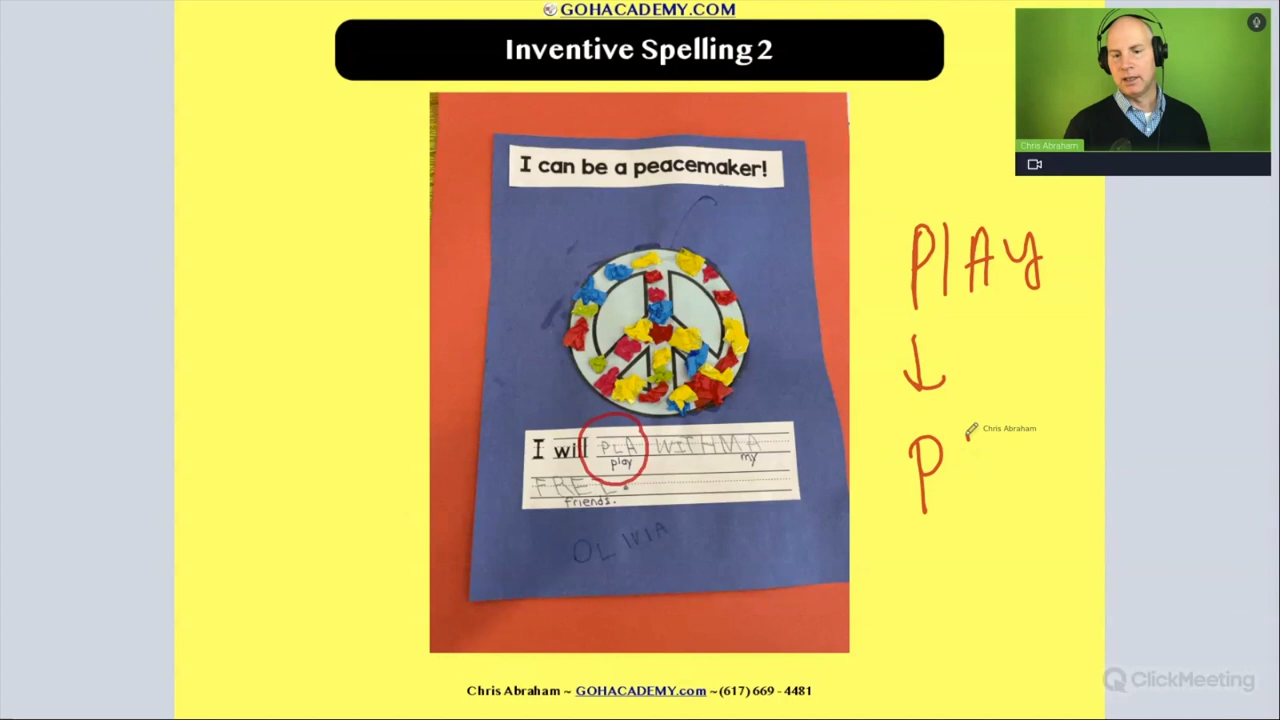 GOHACADEMY.COM
Inventive Spelling 2
Chris Abraham
I can be a peacemaker!
PLAY
↓
P
Chris Abraham
I will PLA WITH MA
play my
FREL.
friends.
OLIVIA
Chris Abraham ~ GOHACADEMY.com ~(617) 669 - 4481
ClickMeeting